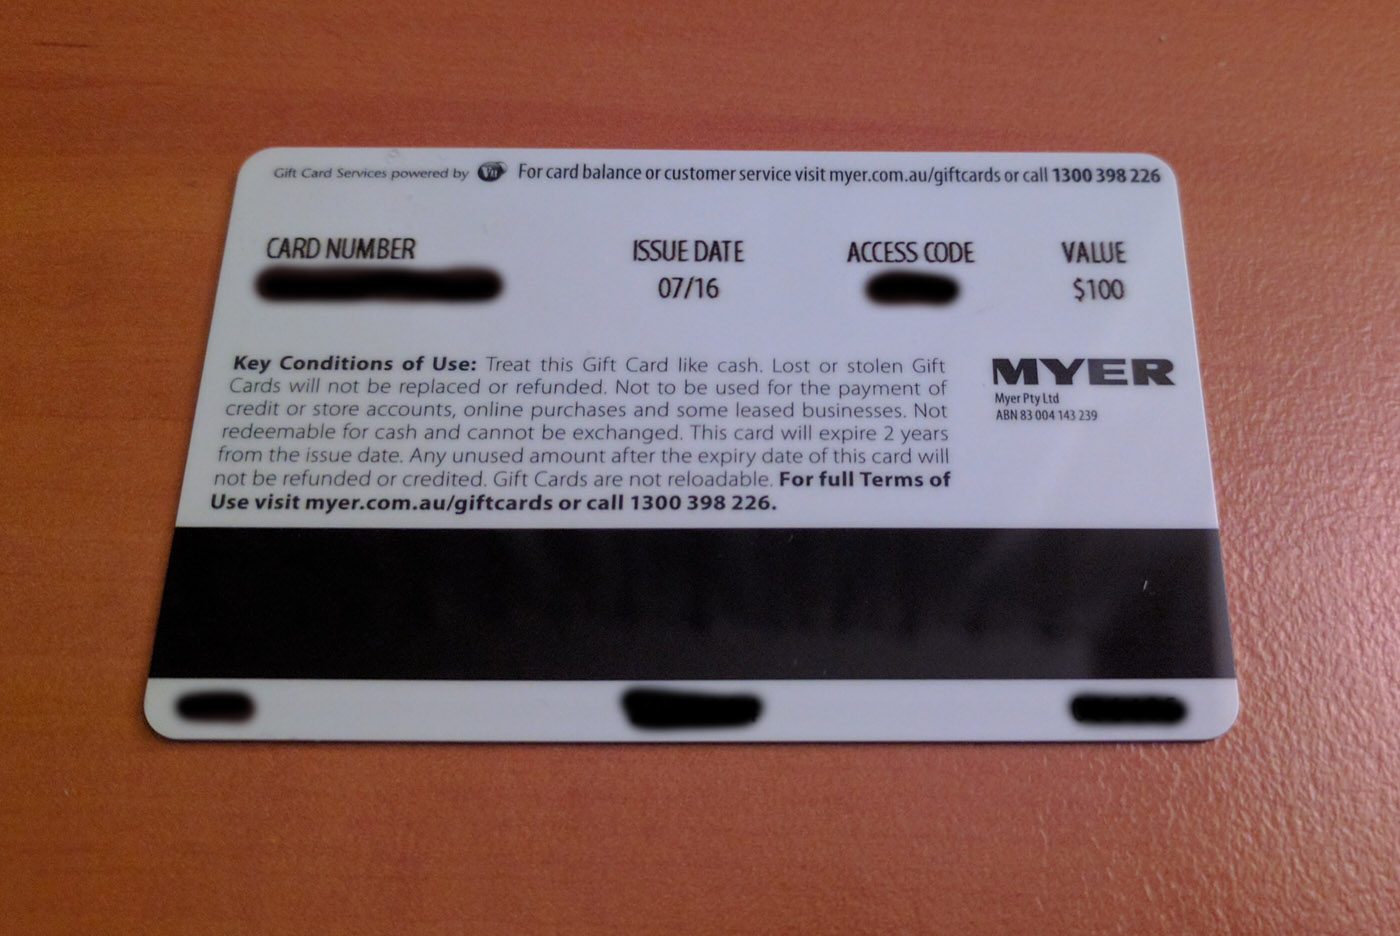 Gift Card Services powered by For card balance or customer service visit myer.com.au/giftcards or call 1300 398 226
CARD NUMBER ISSUE DATE ACCESS CODE VALUE
07/16 $100
Key Conditions of Use: Treat this Gift Card like cash. Lost or stolen Gift
Cards will not be replaced or refunded. Not to be used for the payment of
credit or store accounts, online purchases and some leased businesses. Not
redeemable for cash and cannot be exchanged. This card will expire 2 years
from the issue date. Any unused amount after the expiry date of this card will
not be refunded or credited. Gift Cards are not reloadable. For full Terms of
Use visit myer.com.au/giftcards or call 1300 398 226.
MYER
Myer Pty Ltd
ABN 83 004 143 239